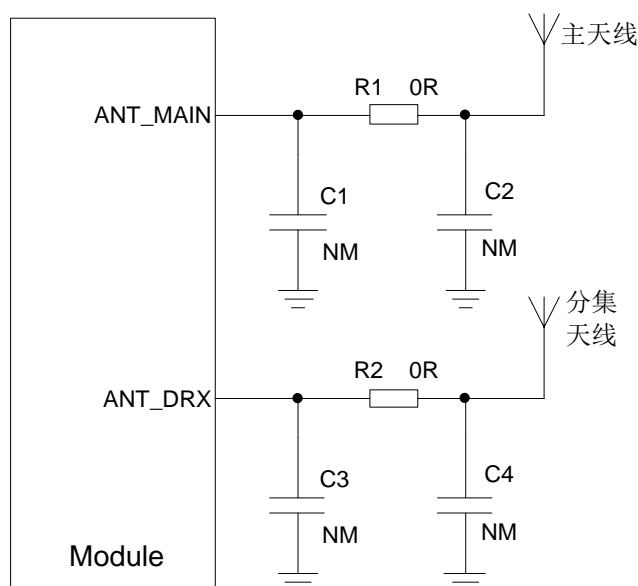 主天线
R1 0R
ANT_MAIN
C1
C2
NM
NM
分集
天线
R2 0R
ANT_DRX
C3
C4
NM
NM
Module